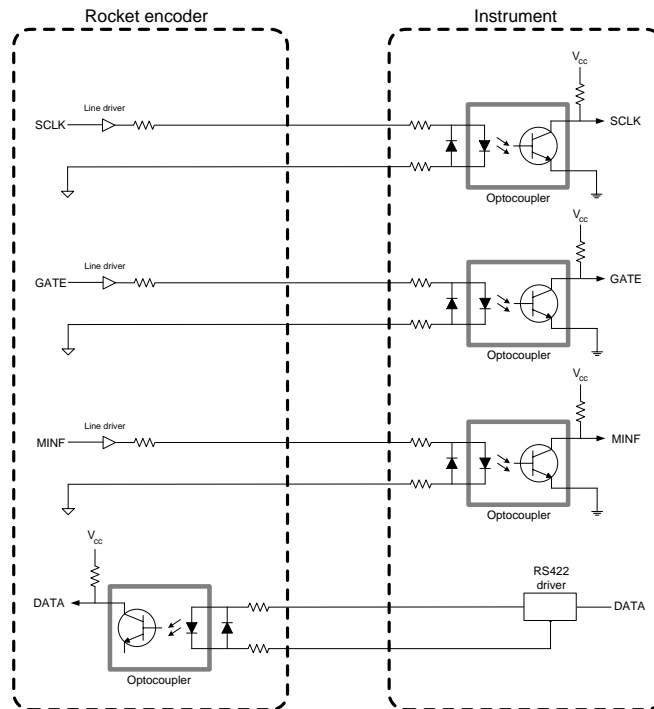 Rocket encoder
Instrument
Vcc
Line driver
SCLK
SCLK
Optocoupler
Vcc
Line driver
GATE
GATE
Optocoupler
Vcc
Line driver
MINF
MINF
Optocoupler
Vcc
RS422
driver
DATA
DATA
Optocoupler